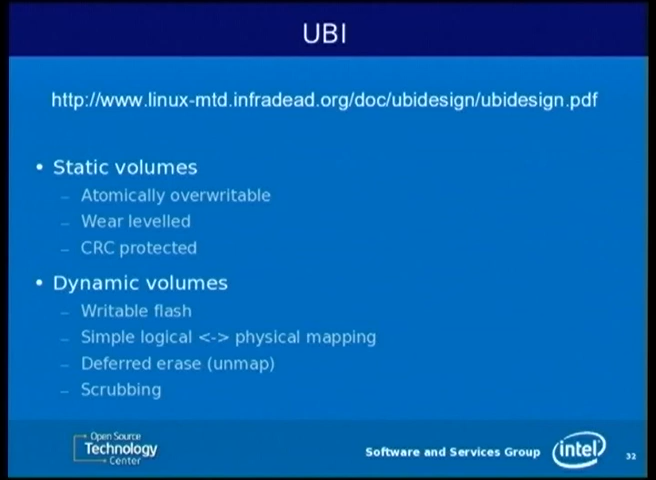 UBI
http://www.linux-mtd.infradead.org/doc/ubidesign/ubidesign.pdf
• Static volumes
– Atomically overwritable
– Wear levelled
– CRC protected
• Dynamic volumes
– Writable flash
– Simple logical <-> physical mapping
– Deferred erase (unmap)
– Scrubbing
Open Source
Technology
Center
Software and Services Group
intel
32